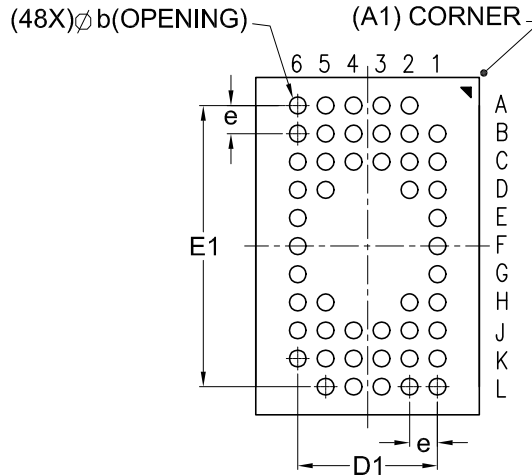 (48X)⌀ b(OPENING)
(A1) CORNER
6 5 4 3 2 1
A
e
B
C
D
E
E1
F
G
H
J
K
L
e
D1